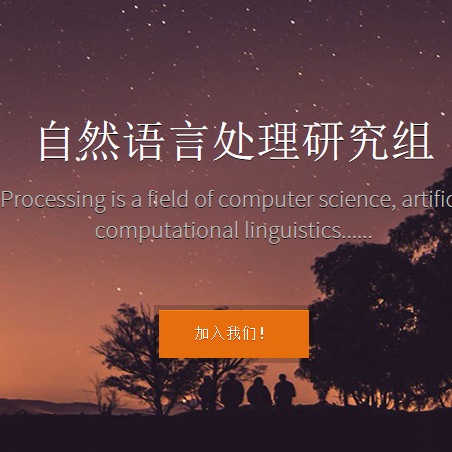 自然语言处理研究组
Processing is a field of computer science, artific
computational linguistics......
加入我们!